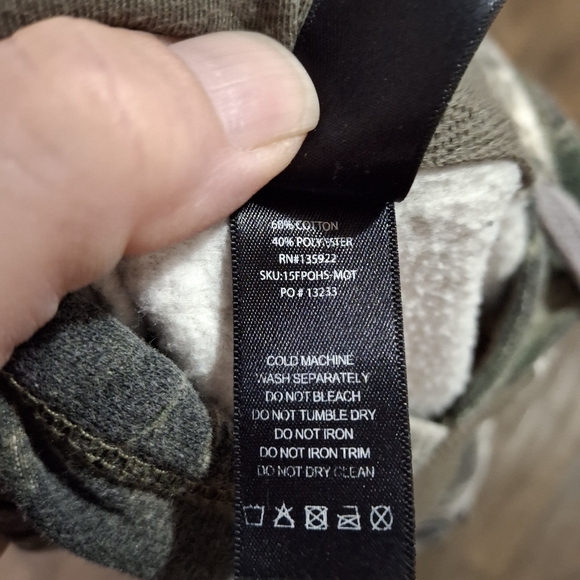 60% COTTON
40% POLYESTER
RN#135922
SKU:15FPOHS-MOT
PO # 13233
COLD MACHINE
WASH SEPARATELY
DO NOT BLEACH
DO NOT TUMBLE DRY
DO NOT IRON
DO NOT IRON TRIM
DO NOT DRY CLEAN